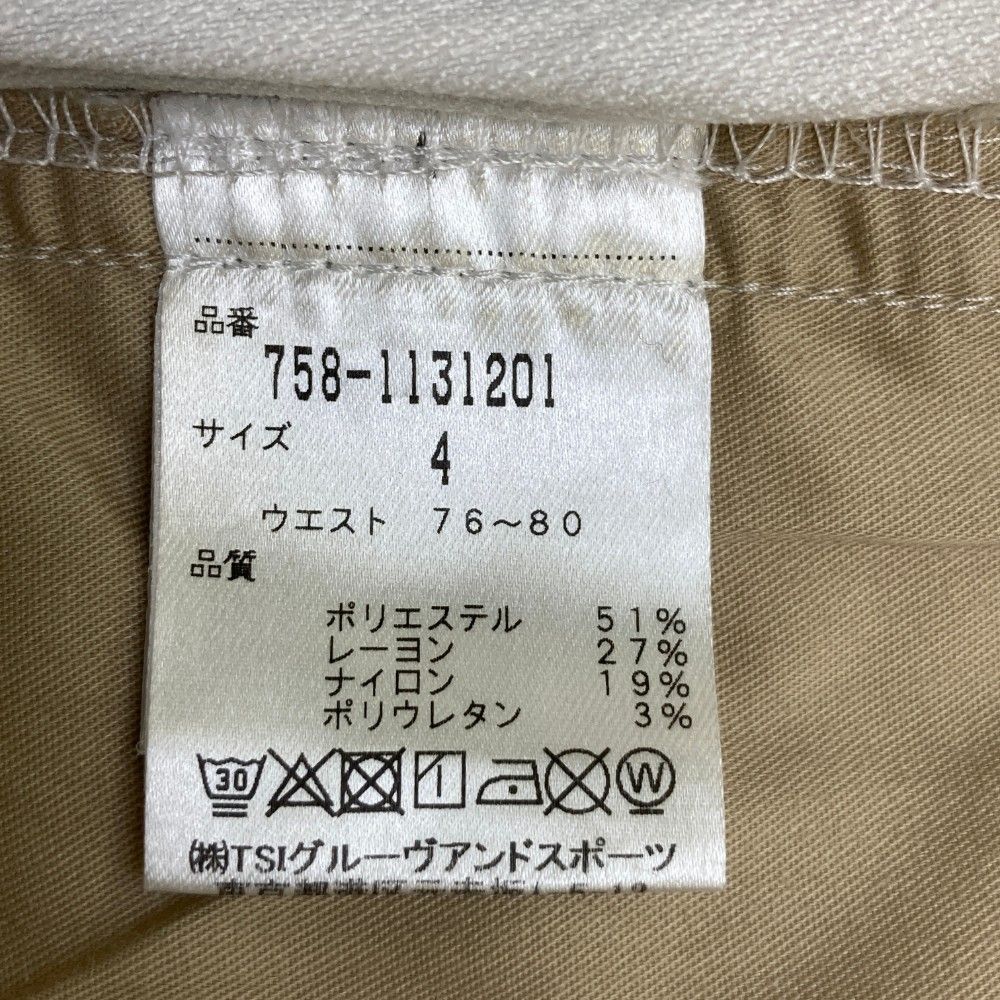 品番
758-1131201
サイズ
4
ウエスト 76～80
品質
ポリエステル 51%
レーヨン 27%
ナイロン 19%
ポリウレタン 3%
30 W
㈱TSIグルーヴアンドスポーツ